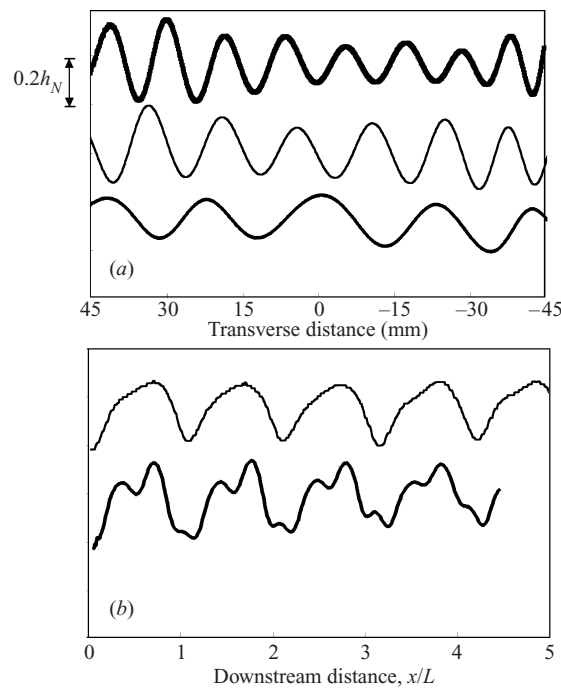 0.2h_N
(a)
45 30 15 0 –15 –30 –45
Transverse distance (mm)
(b)
0 1 2 3 4 5
Downstream distance, x/L